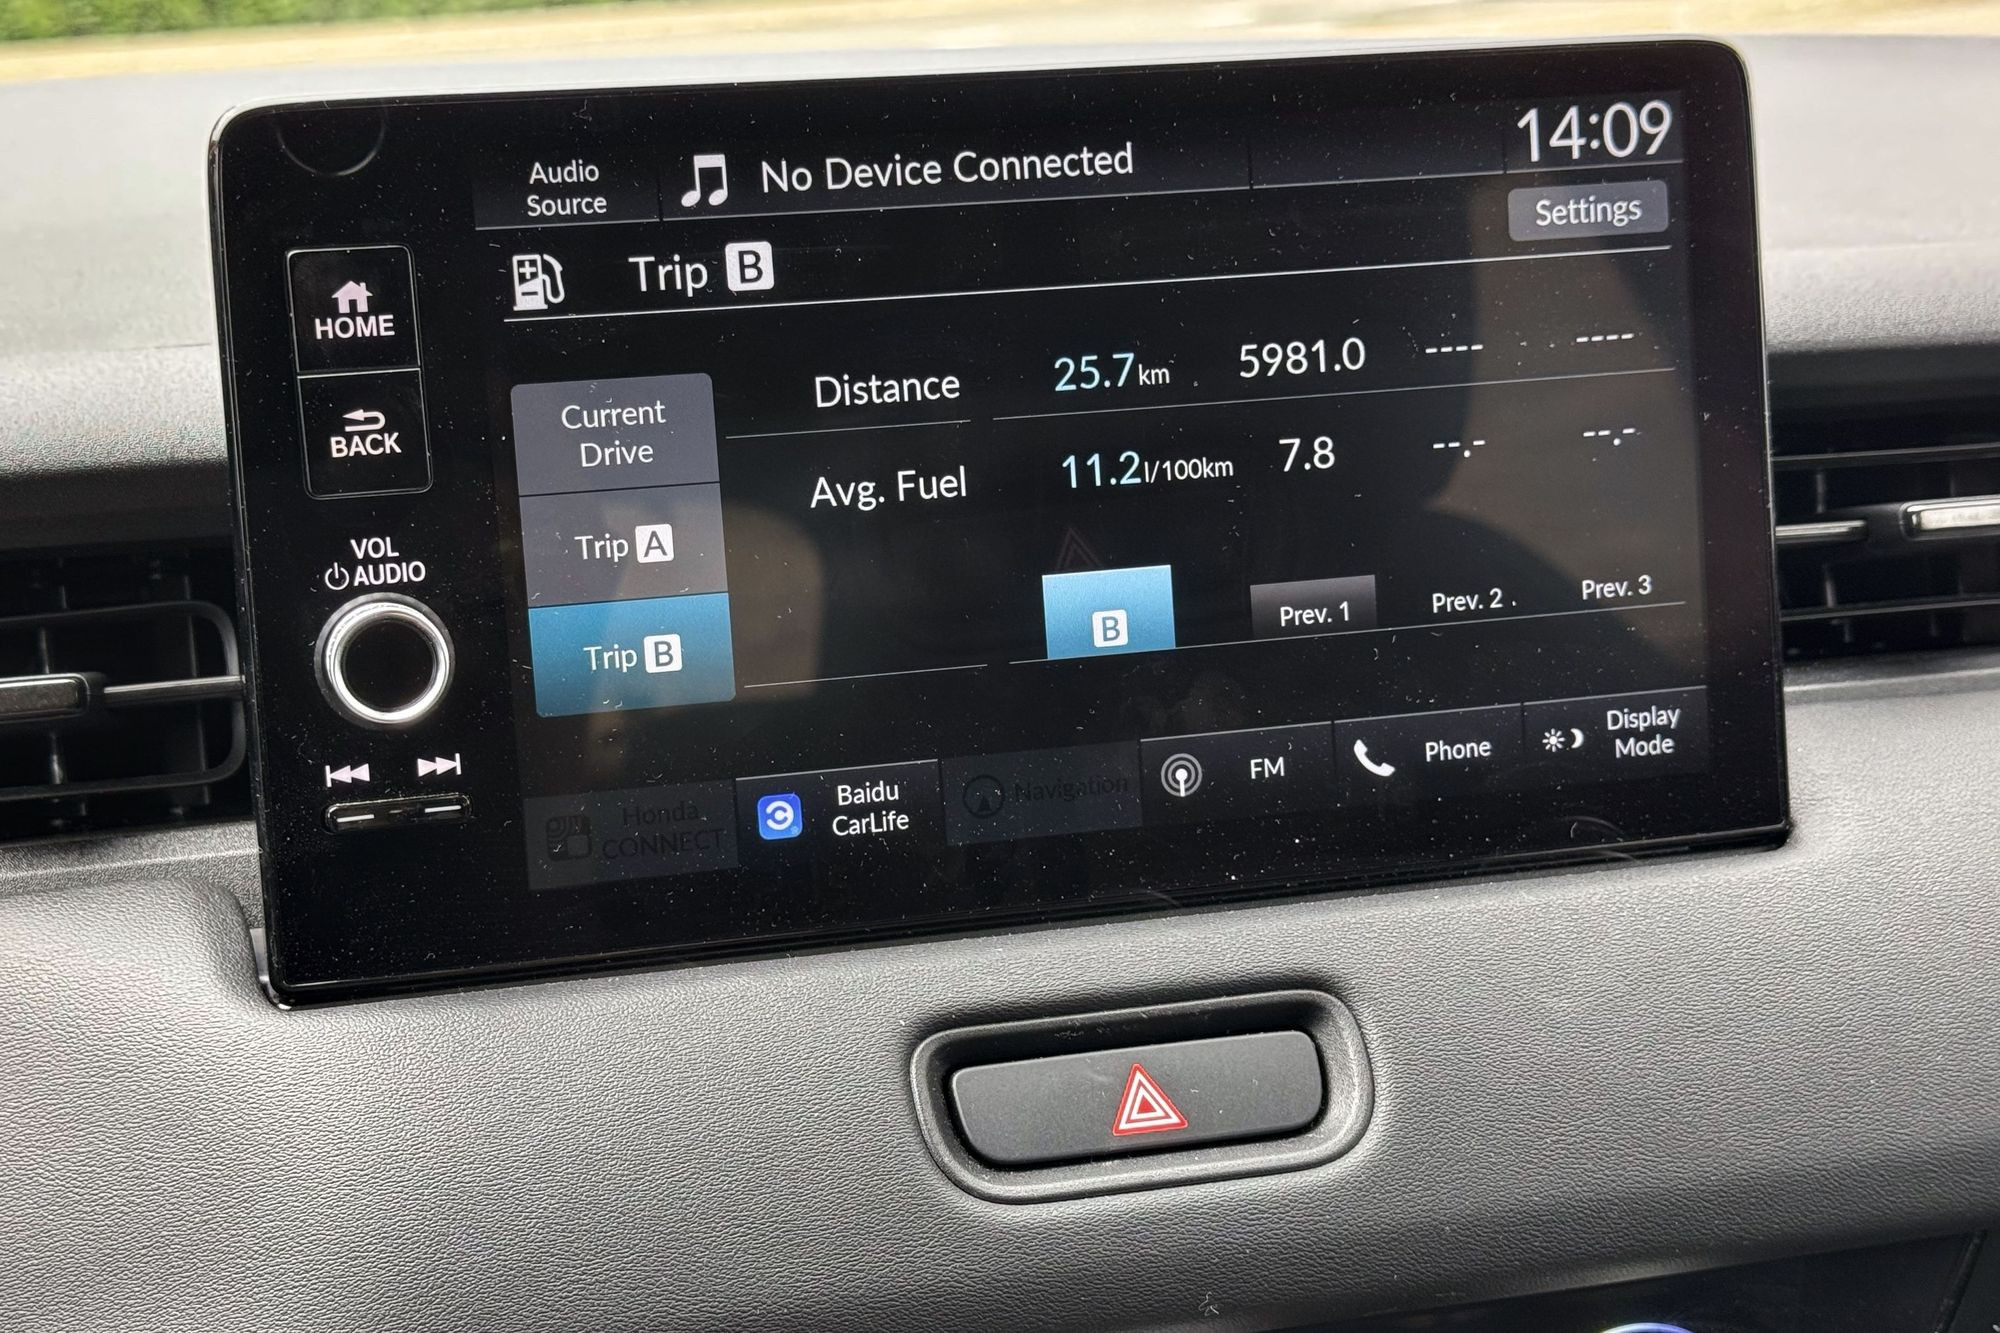 14:09
Audio
Source
No Device Connected
Settings
Trip B
HOME
BACK
VOL
AUDIO
Current
Drive
Trip A
Trip B
Distance 25.7km 5981.0 ---- ----
Avg. Fuel 11.2l/100km 7.8 --.- --.-
B Prev. 1 Prev. 2 Prev. 3
Honda
CONNECT
Baidu
CarLife
Navigation
FM
Phone
Display
Mode